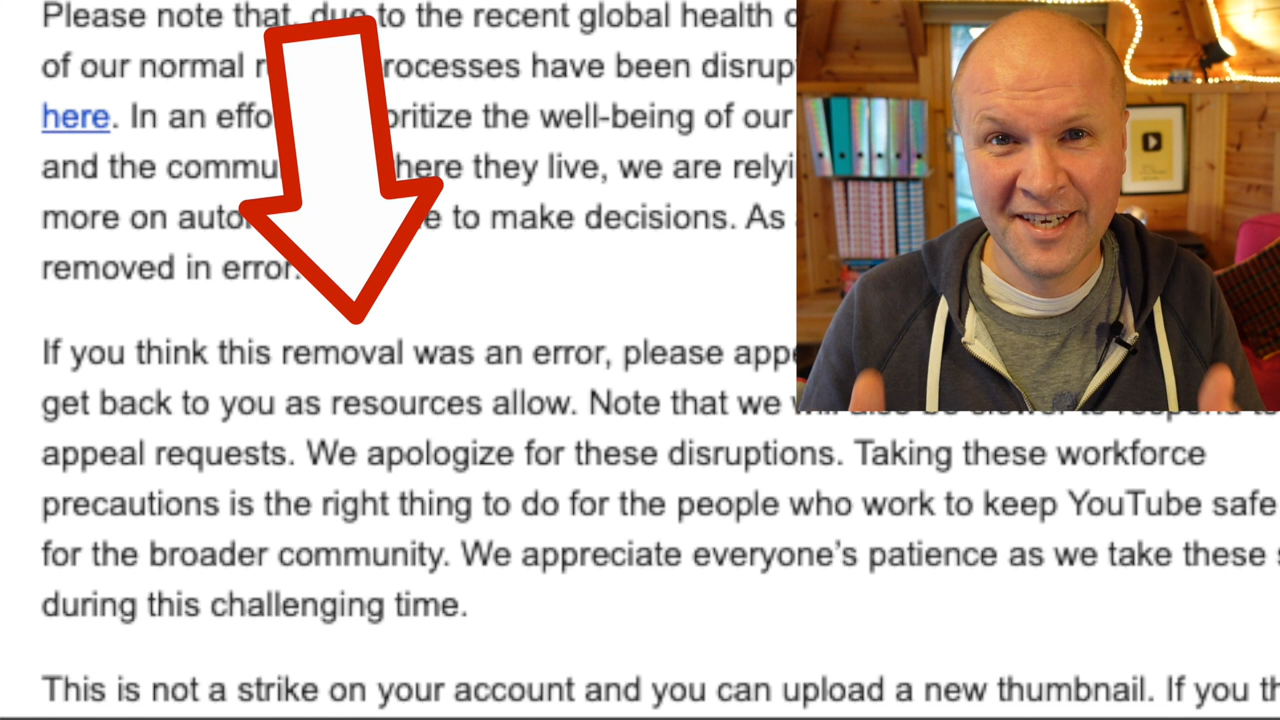 Please note that, due to the recent global health
of our normal processes have been disrup
here. In an effo oritize the well-being of our
and the commu here they live, we are relyi
more on auto e to make decisions. As
removed in error.
If you think this removal was an error, please appe
get back to you as resources allow. Note that we
appeal requests. We apologize for these disruptions. Taking these workforce
precautions is the right thing to do for the people who work to keep YouTube safe
for the broader community. We appreciate everyone's patience as we take these s
during this challenging time.
This is not a strike on your account and you can upload a new thumbnail. If you th